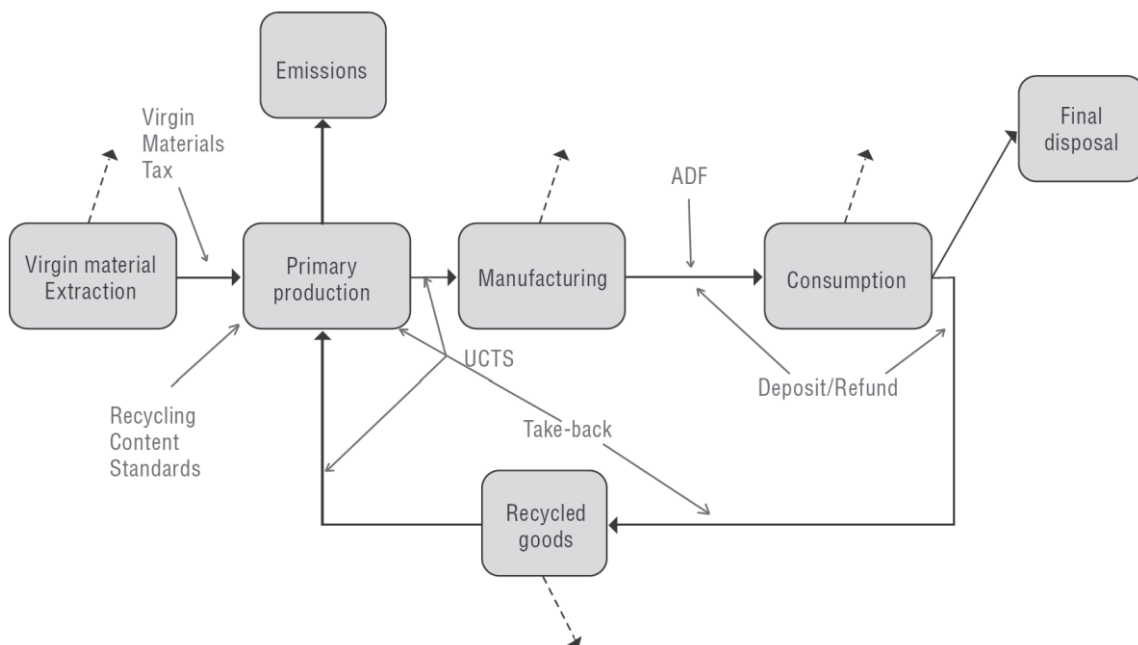 Emissions
Virgin
Materials
Tax
Final
disposal
ADF
Virgin material
Extraction
Primary
production
Manufacturing
Consumption
UCTS
Deposit/Refund
Recycling
Content
Standards
Take-back
Recycled
goods